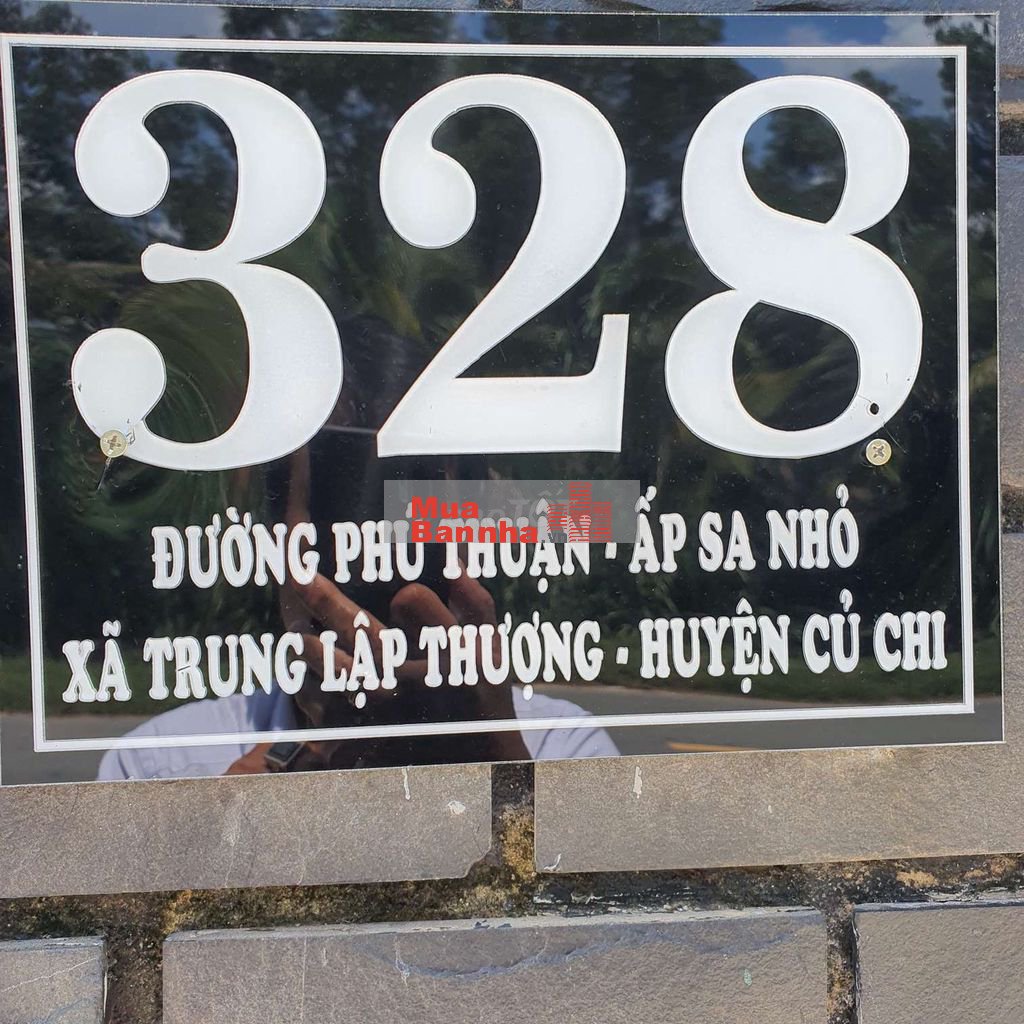 328
Mua
Bannha
ĐƯỜNG PHÚ THUẬN - ẤP SA NHỎ
XÃ TRUNG LẬP THƯỢNG - HUYỆN CỦ CHI